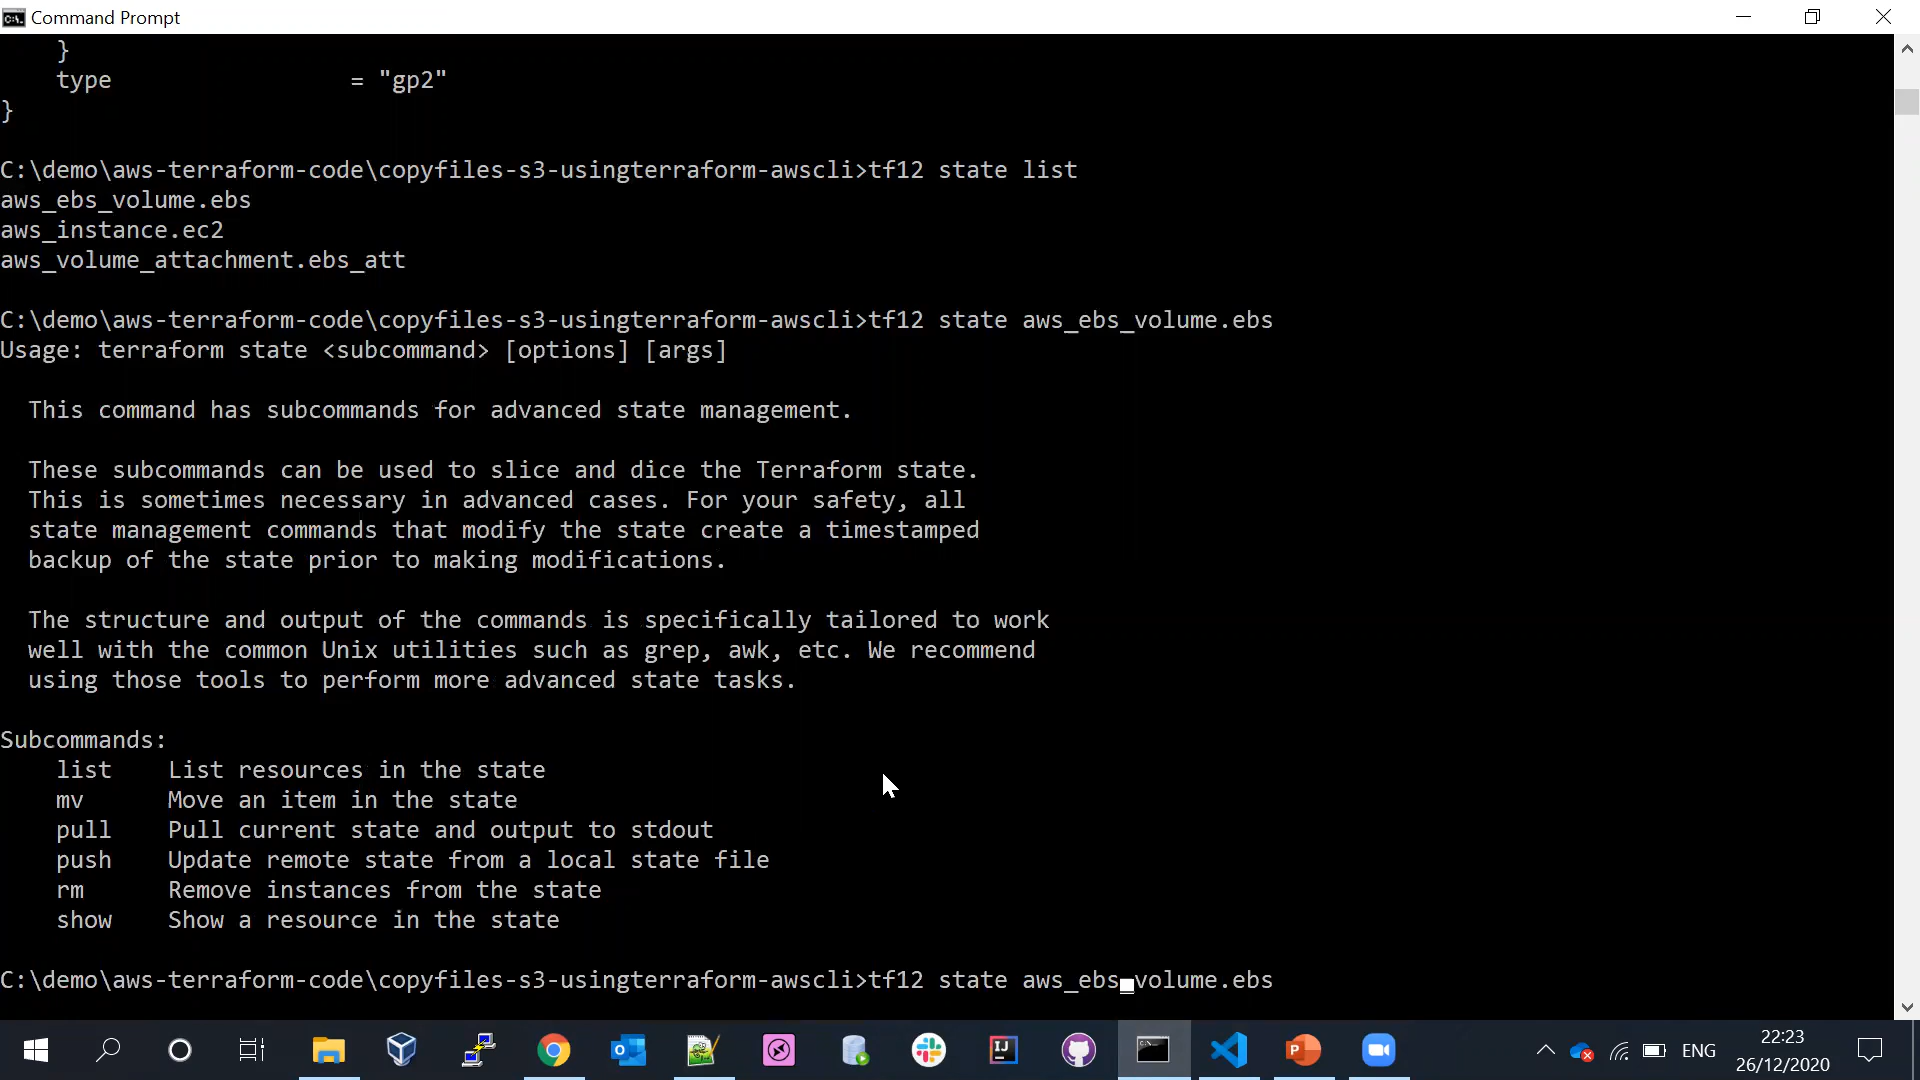 Command Prompt
}
type = "gp2"
}
C:\demo\aws-terraform-code\copyfiles-s3-usingterraform-awscli>tf12 state list
aws_ebs_volume.ebs
aws_instance.ec2
aws_volume_attachment.ebs_att
C:\demo\aws-terraform-code\copyfiles-s3-usingterraform-awscli>tf12 state aws_ebs_volume.ebs
Usage: terraform state <subcommand> [options] [args]
This command has subcommands for advanced state management.
These subcommands can be used to slice and dice the Terraform state.
This is sometimes necessary in advanced cases. For your safety, all
state management commands that modify the state create a timestamped
backup of the state prior to making modifications.
The structure and output of the commands is specifically tailored to work
well with the common Unix utilities such as grep, awk, etc. We recommend
using those tools to perform more advanced state tasks.
Subcommands:
list List resources in the state
mv Move an item in the state
pull Pull current state and output to stdout
push Update remote state from a local state file
rm Remove instances from the state
show Show a resource in the state
C:\demo\aws-terraform-code\copyfiles-s3-usingterraform-awscli>tf12 state aws_ebs_volume.ebs
ENG
22:23
26/12/2020